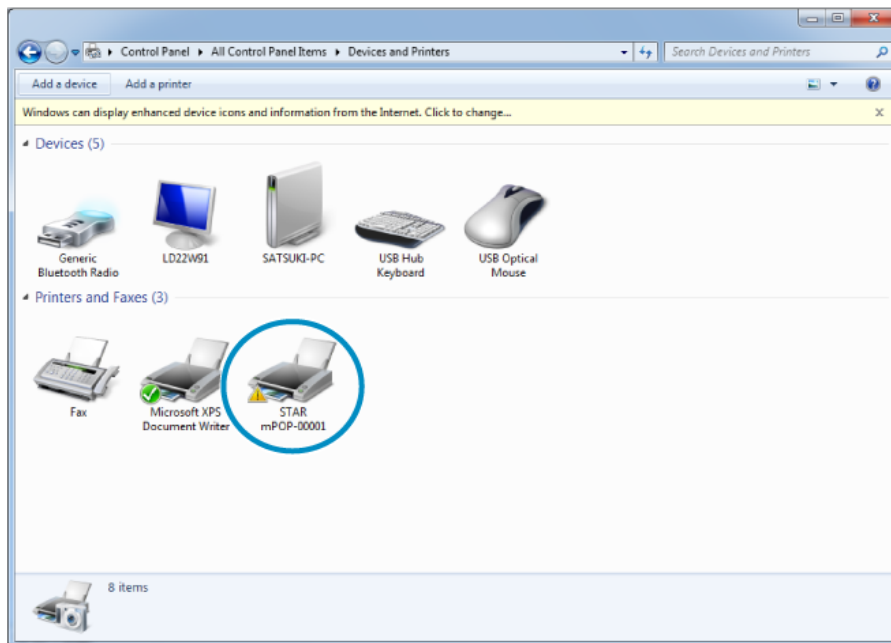 Control Panel ▸ All Control Panel Items ▸ Devices and Printers
Search Devices and Printers
Add a device Add a printer
Windows can display enhanced device icons and information from the Internet. Click to change...
Devices (5)
Generic
Bluetooth Radio
LD22W91
SATSUKI-PC
USB Hub
Keyboard
USB Optical
Mouse
Printers and Faxes (3)
Fax
Microsoft XPS
Document Writer
STAR
mPOP-00001
8 items